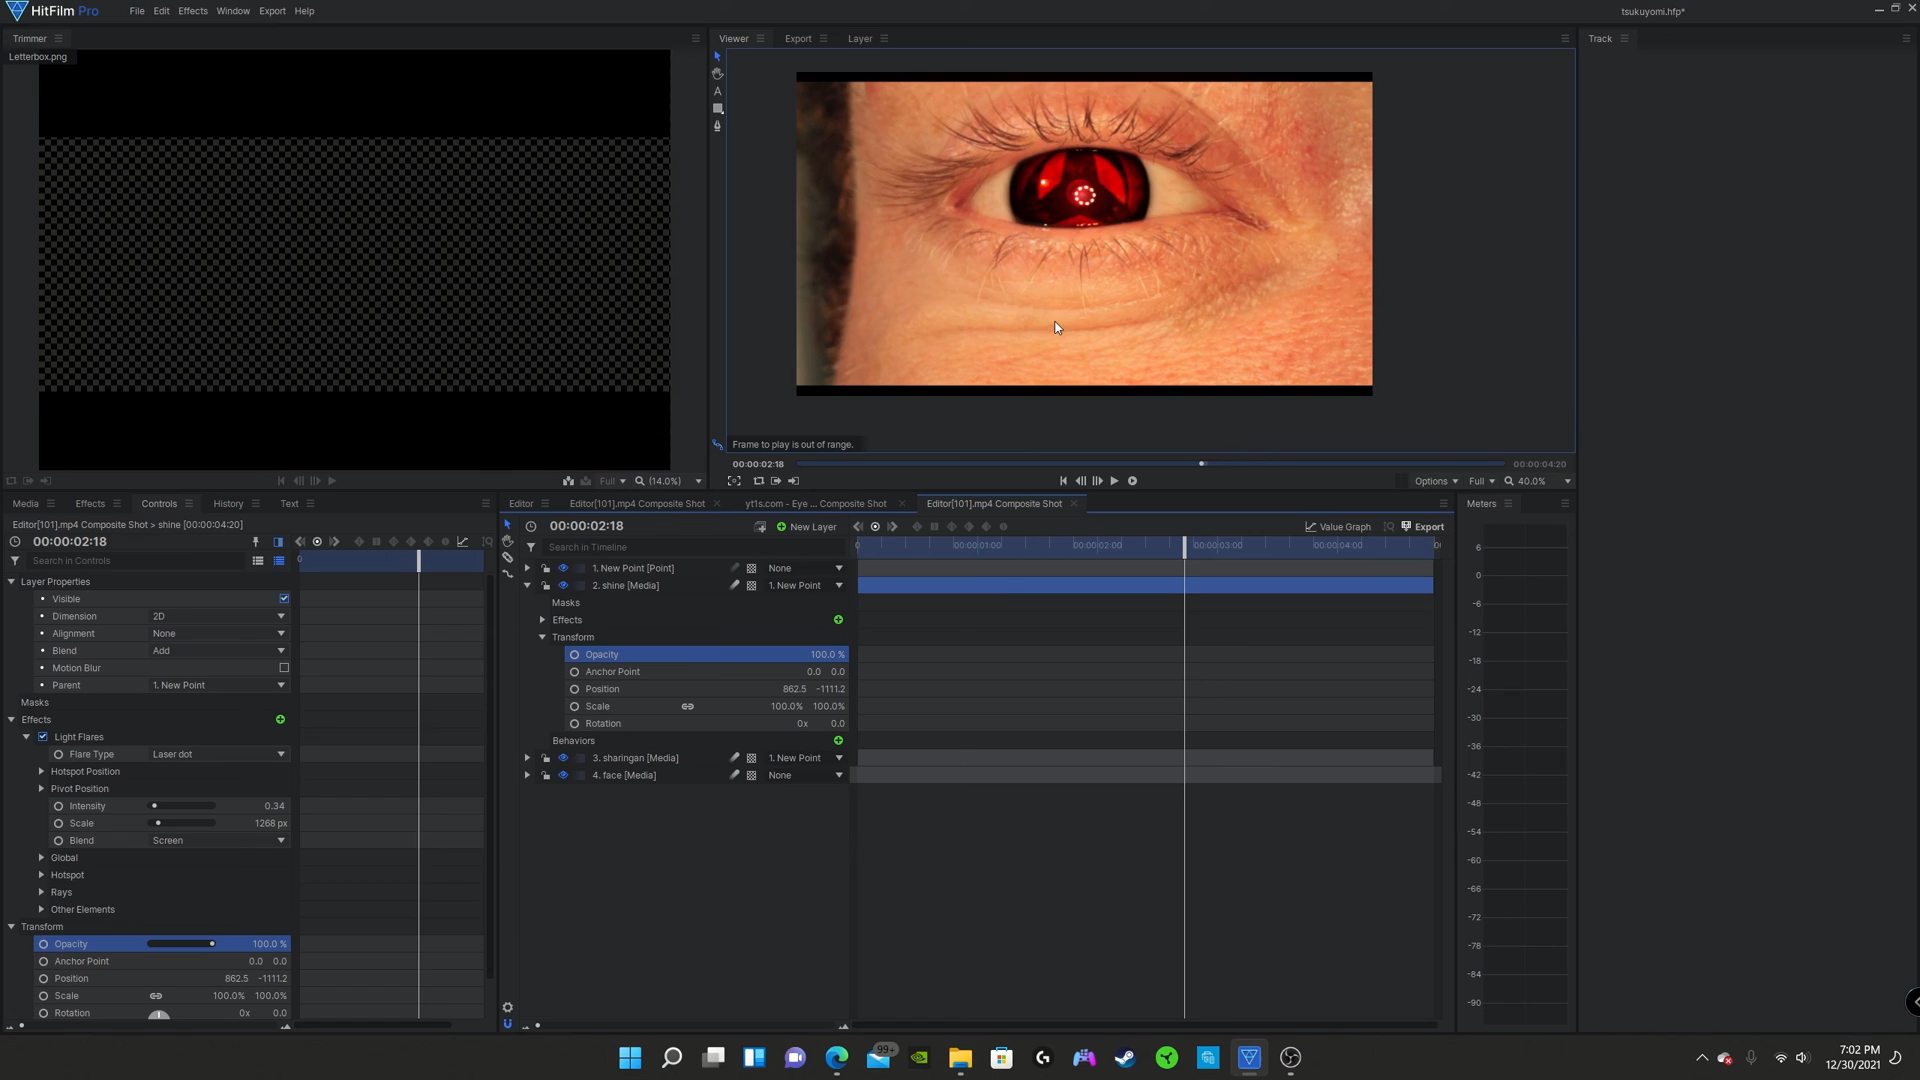 HitFilm Pro File Edit Effects Window Export Help tsukuyomi.hfp*
Trimmer Viewer Export Layer Track
Letterbox.png
Frame to play is out of range.
00:00:02:18 00:00:04:20
Full (14.0%) Options Full 40.0%
Media Effects Controls History Text Editor Editor[101].mp4 Composite Shot yt1s.com - Eye ... Composite Shot Editor[101].mp4 Composite Shot Meters
Editor[101].mp4 Composite Shot > shine [00:00:04:20]
00:00:02:18
Search in Controls
0
Layer Properties
Visible
Dimension 2D
Alignment None
Blend Add
Motion Blur
Parent 1. New Point
Masks
Effects
Light Flares
Flare Type Laser dot
Hotspot Position
Pivot Position
Intensity 0.34
Scale 1268 px
Blend Screen
Global
Hotspot
Rays
Other Elements
Transform
Opacity 100.0 %
Anchor Point 0.0 0.0
Position 862.5 -1111.2
Scale 100.0% 100.0%
Rotation 0x 0.0
00:00:02:18 New Layer Value Graph Export
Search in Timeline
0 00:00:01:00 00:00:02:00 00:00:03:00 00:00:04:00 0
1. New Point [Point] None
2. shine [Media] 1. New Point
Masks
Effects
Transform
Opacity 100.0 %
Anchor Point 0.0 0.0
Position 862.5 -1111.2
Scale 100.0% 100.0%
Rotation 0x 0.0
Behaviors
3. sharingan [Media] 1. New Point
4. face [Media] None
6
0
-6
-12
-18
-24
-30
-36
-42
-48
-54
-60
-66
-72
-78
-84
-90
99+
7:02 PM
12/30/2021